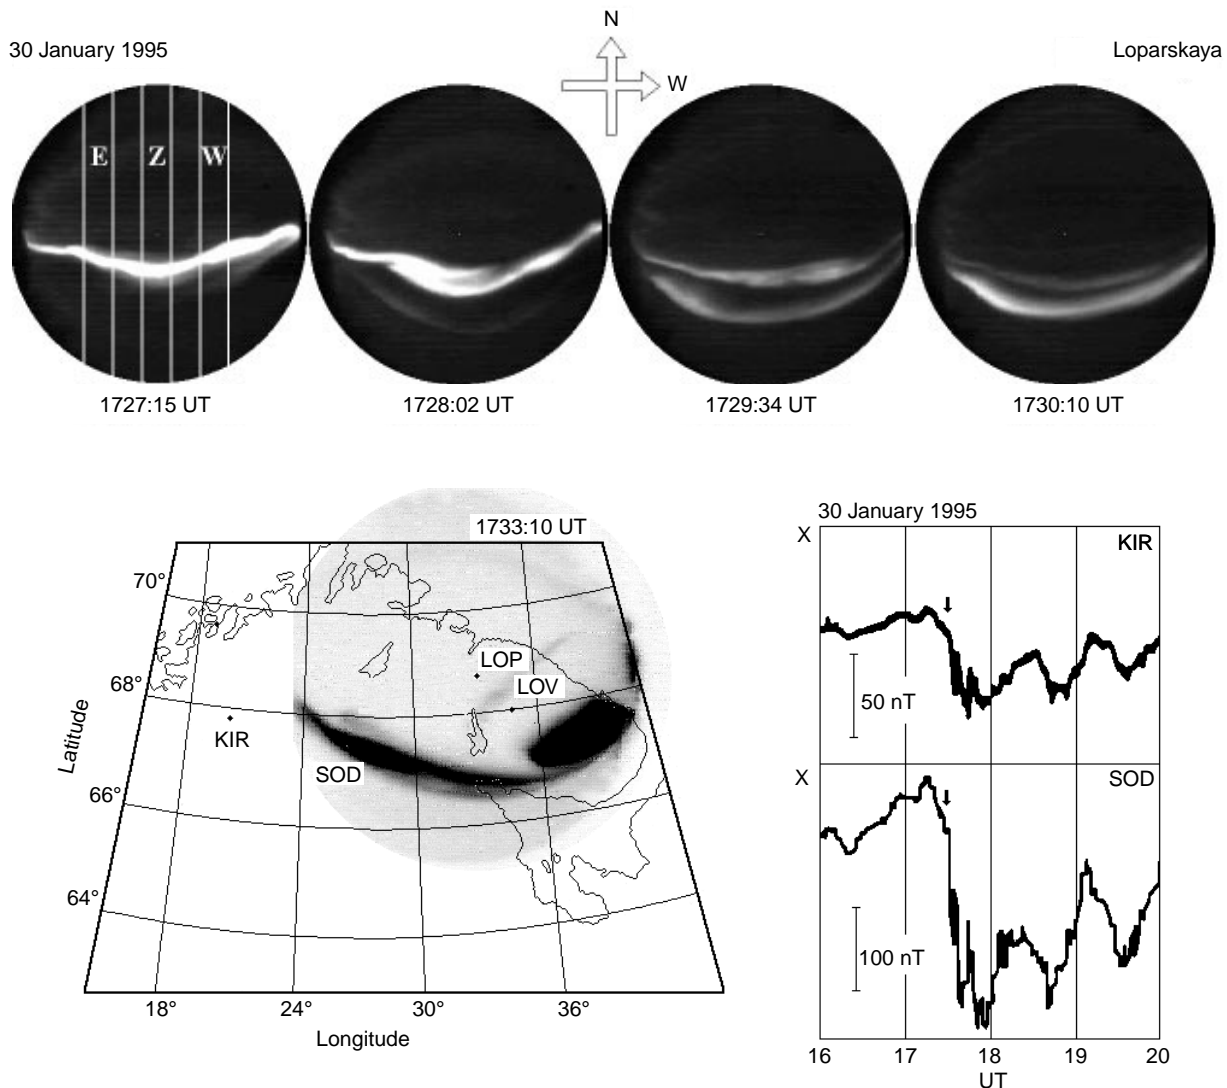 N
30 January 1995
Loparskaya
W
E Z W
1727:15 UT
1728:02 UT
1729:34 UT
1730:10 UT
1733:10 UT
70°
68°
66°
64°
Latitude
LOP
LOV
KIR
SOD
18°
24°
30°
36°
Longitude
30 January 1995
X
KIR
50 nT
X
SOD
100 nT
16 17 18 19 20
UT